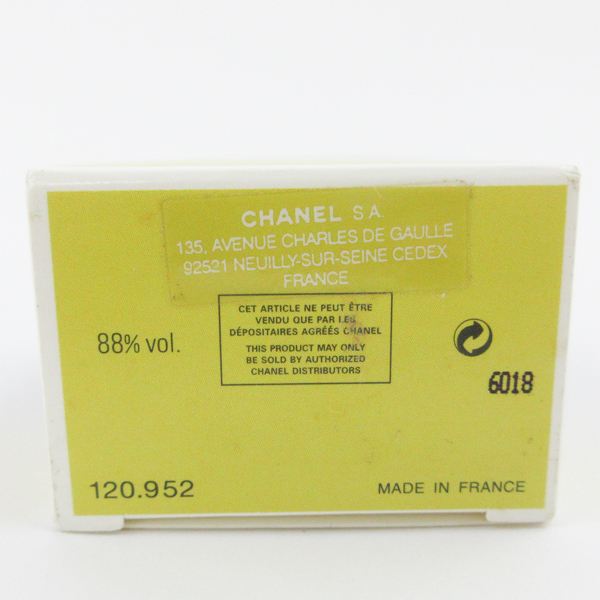 CHANEL S.A.
135, AVENUE CHARLES DE GAULLE
92521 NEUILLY-SUR-SEINE CEDEX
FRANCE
CET ARTICLE NE PEUT ÊTRE
VENDU QUE PAR LES
DÉPOSITAIRES AGRÉÉS CHANEL
THIS PRODUCT MAY ONLY
BE SOLD BY AUTHORIZED
CHANEL DISTRIBUTORS
88% vol.
6018
120.952
MADE IN FRANCE